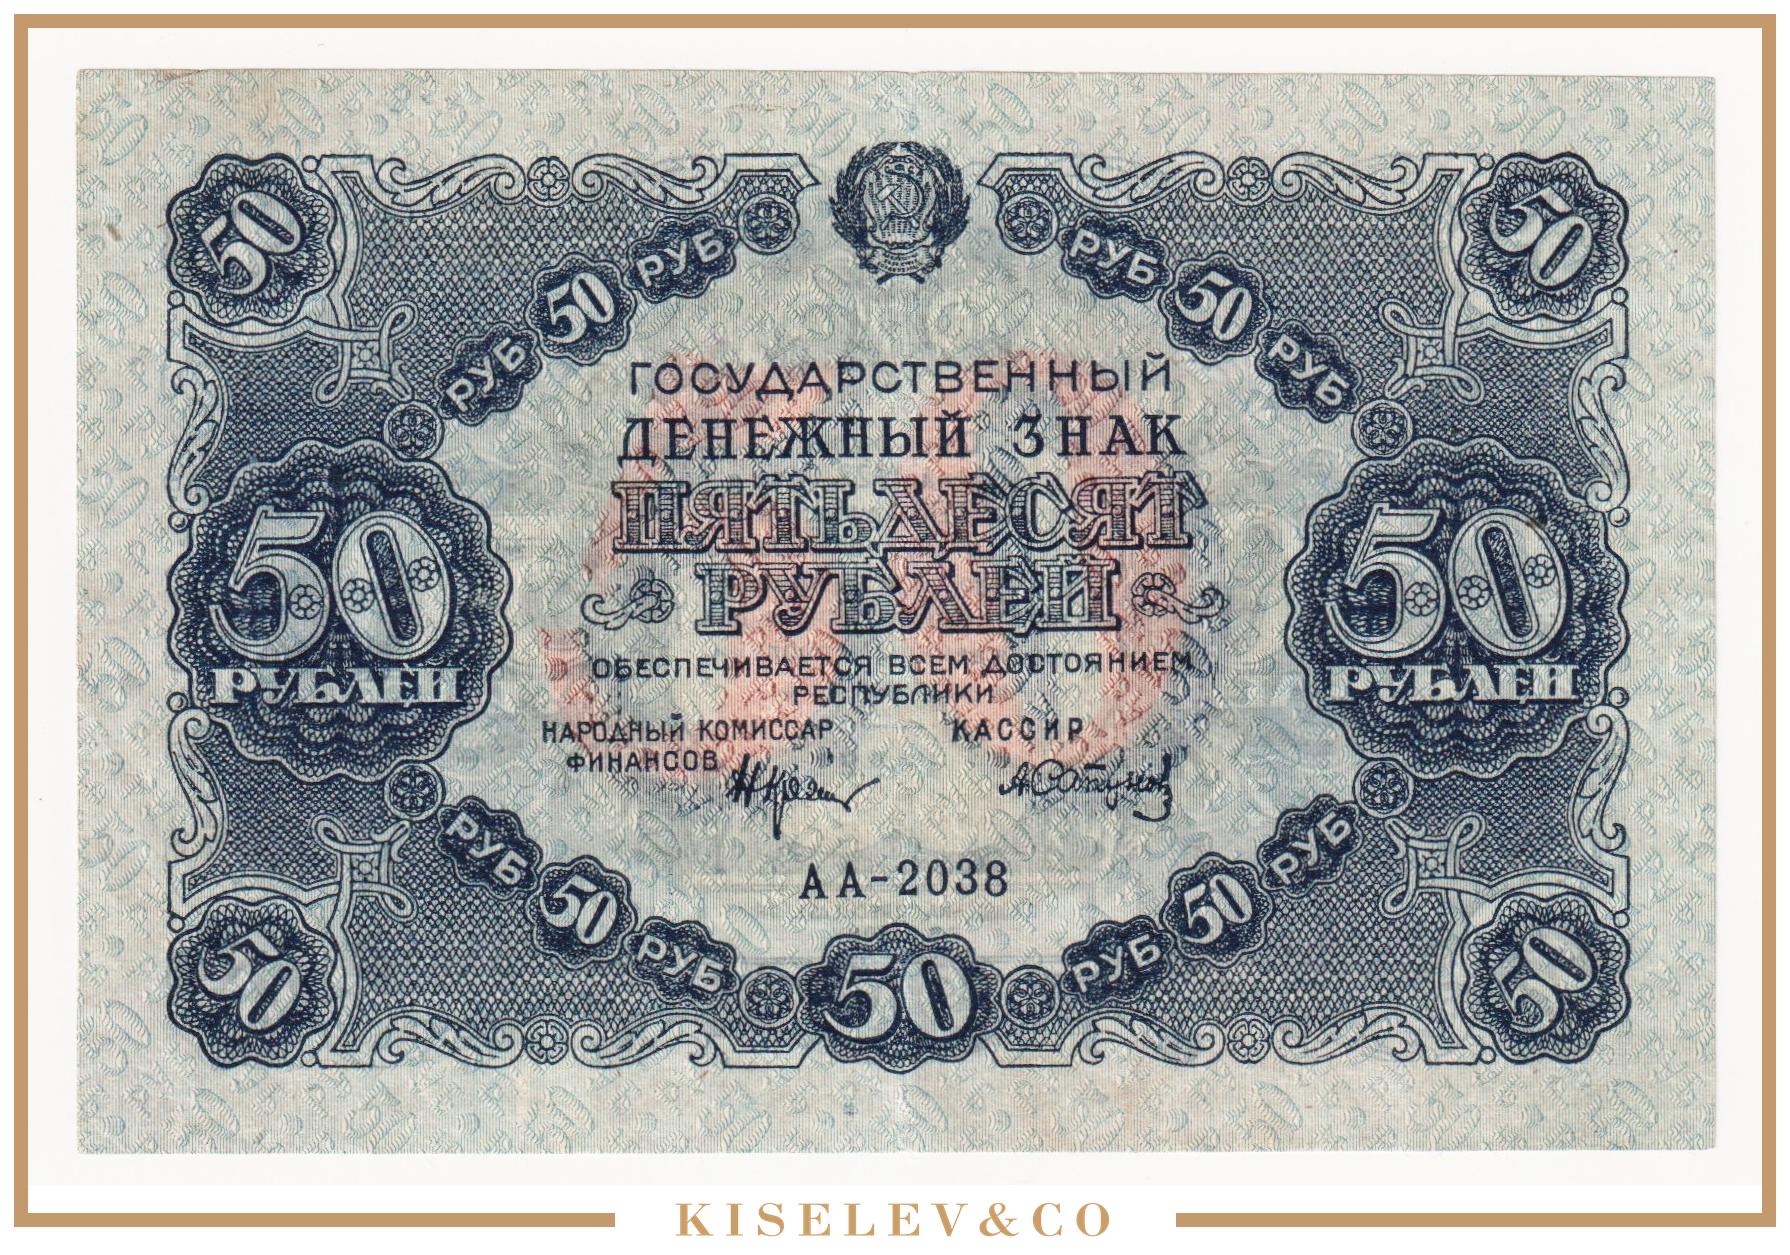 50 50
РУБ РУБ
50 50
РУБ РУБ
ГОСУДАРСТВЕННЫЙ
ДЕНЕЖНЫЙ ЗНАК
ПЯТЬДЕСЯТ
РУБЛЕЙ
50 50
РУБЛЕЙ РУБЛЕЙ
ОБЕСПЕЧИВАЕТСЯ ВСЕМ ДОСТОЯНИЕМ
РЕСПУБЛИКИ
НАРОДНЫЙ КОМИССАР
ФИНАНСОВ
КАССИР
РУБ РУБ
АА-2038
50 50
РУБ РУБ
50 50 50
KISELEV&CO